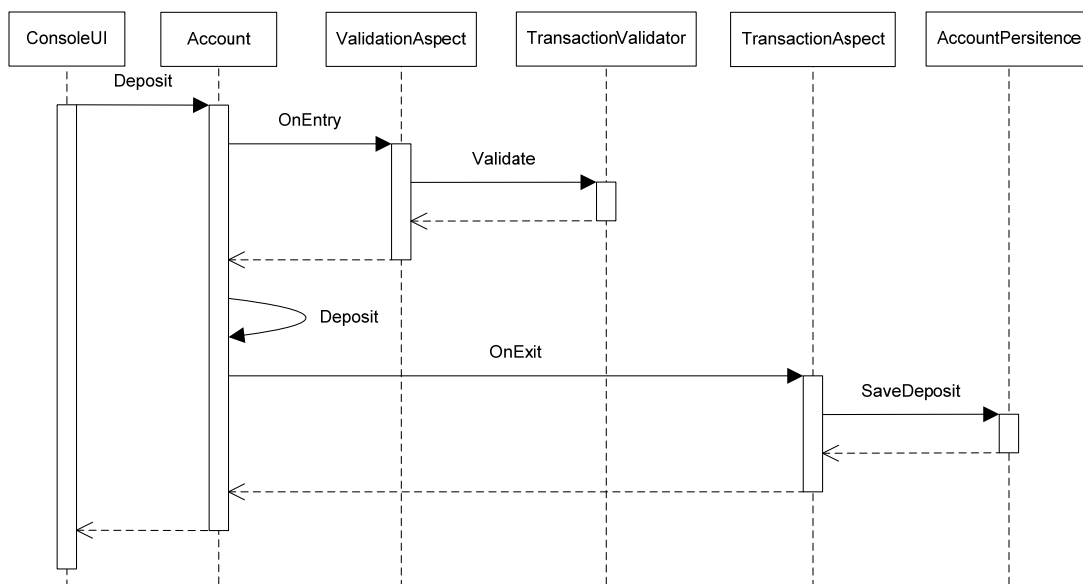 ConsoleUI
Account
ValidationAspect
TransactionValidator
TransactionAspect
AccountPersitence
Deposit
OnEntry
Validate
Deposit
OnExit
SaveDeposit